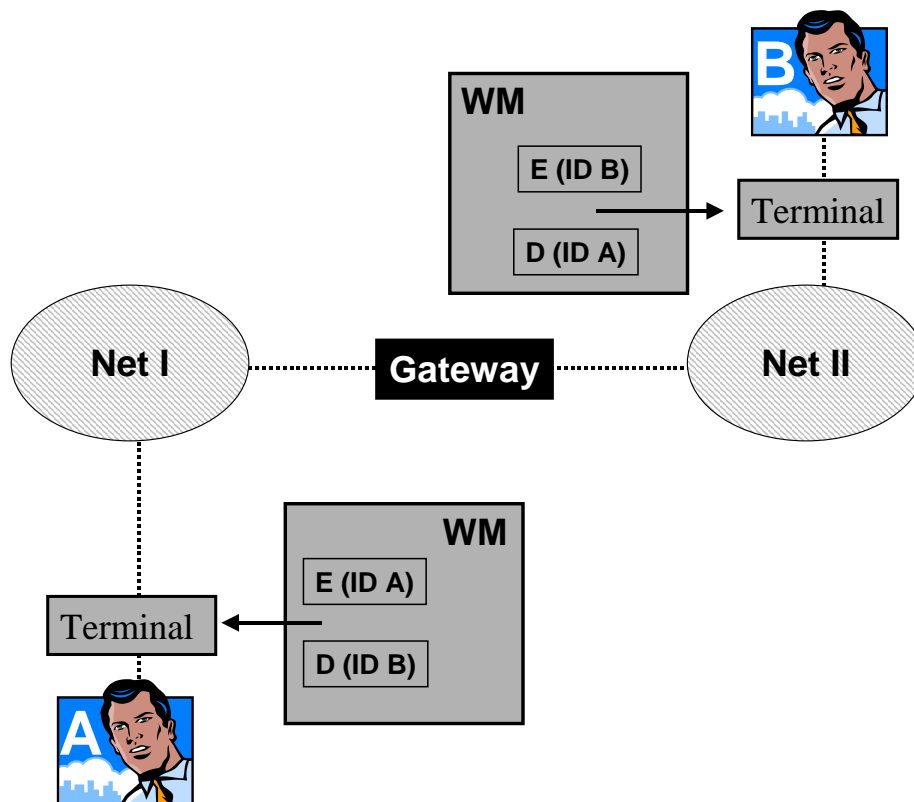 B
WM
E (ID B)
Terminal
D (ID A)
Net I
Gateway
Net II
WM
E (ID A)
Terminal
D (ID B)
A